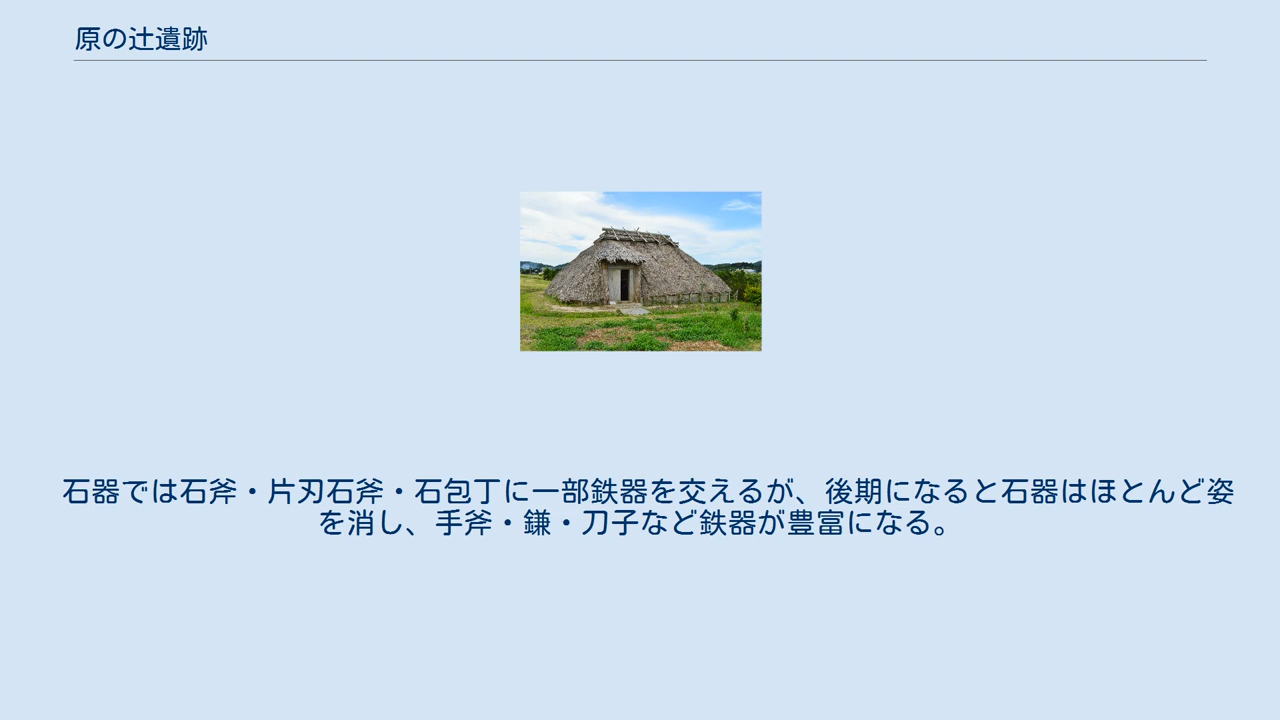 原の辻遺跡
石器では石斧・片刃石斧・石包丁に一部鉄器を交えるが、後期になると石器はほとんど姿
を消し、手斧・鎌・刀子など鉄器が豊富になる。